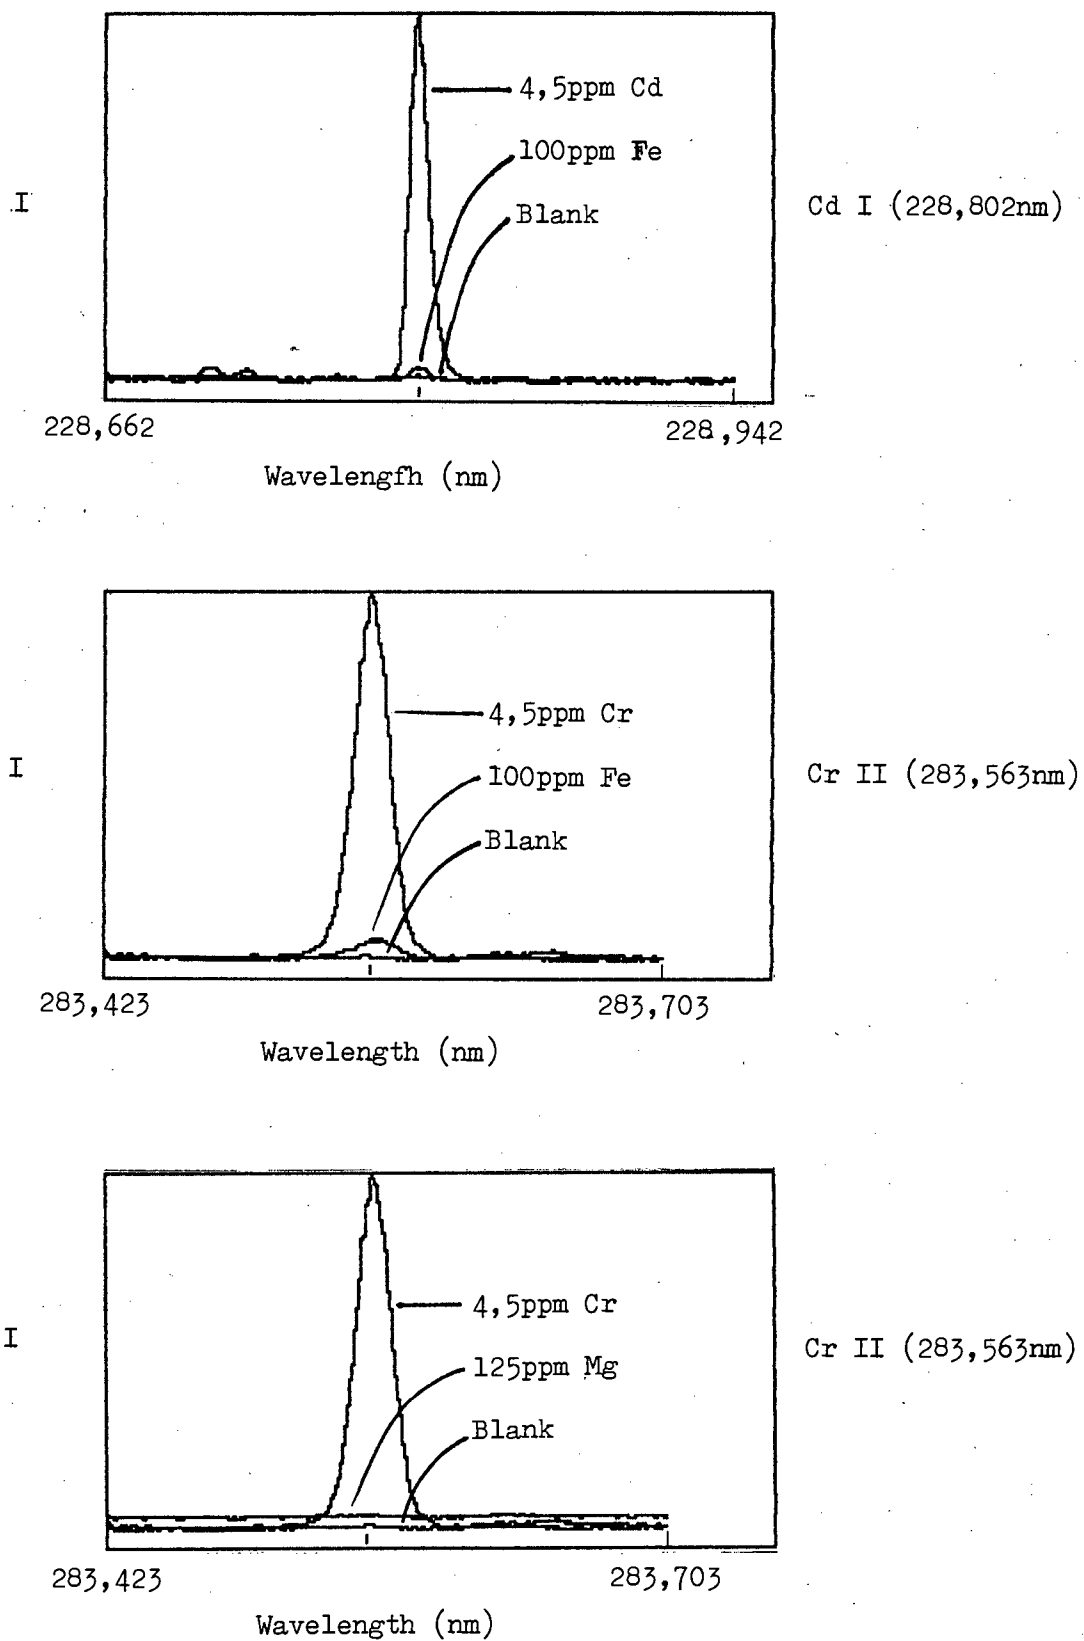 4,5ppm Cd
100ppm Fe
Blank
I
Cd I (228,802nm)
228,662
228,942
Wavelengfh (nm)
4,5ppm Cr
100ppm Fe
Blank
I
Cr II (283,563nm)
283,423
283,703
Wavelength (nm)
4,5ppm Cr
125ppm Mg
Blank
I
Cr II (283,563nm)
283,423
283,703
Wavelength (nm)